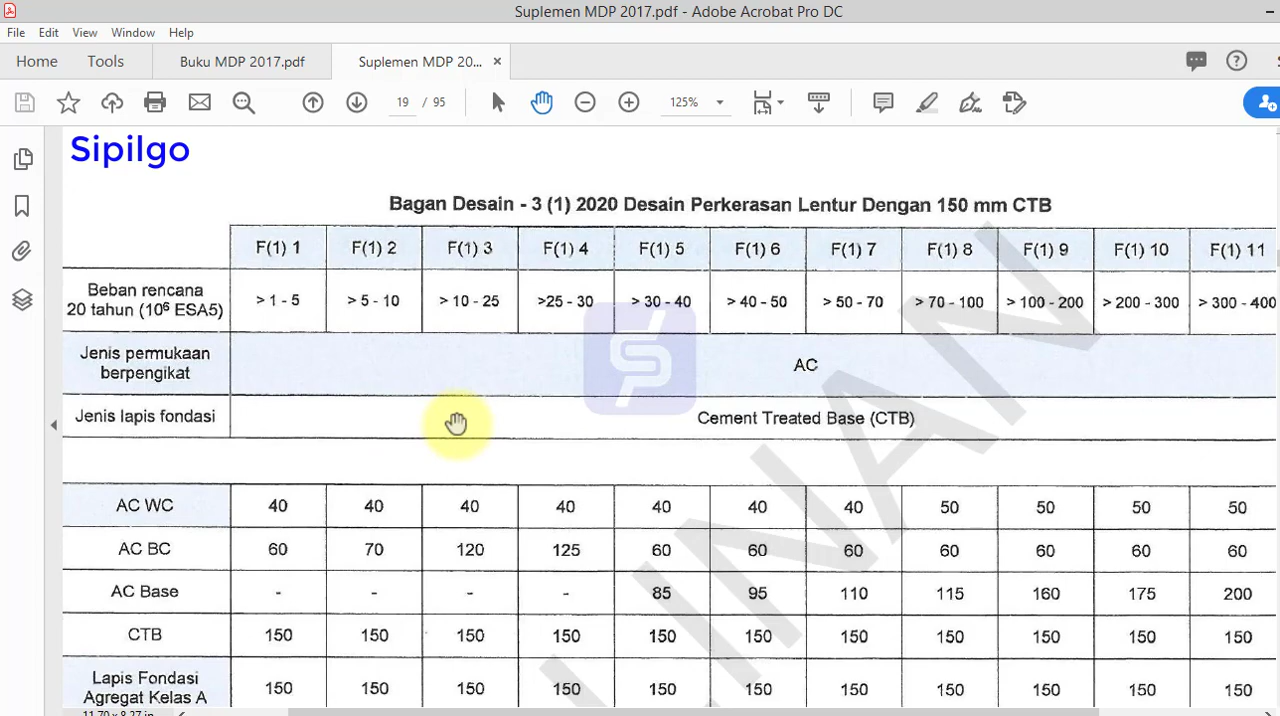 Suplemen MDP 2017.pdf - Adobe Acrobat Pro DC
File Edit View Window Help
Home Tools Buku MDP 2017.pdf Suplemen MDP 20... ×
19 / 95 125%
Sipilgo
Bagan Desain - 3 (1) 2020 Desain Perkerasan Lentur Dengan 150 mm CTB
F(1) 1 F(1) 2 F(1) 3 F(1) 4 F(1) 5 F(1) 6 F(1) 7 F(1) 8 F(1) 9 F(1) 10 F(1) 11
Beban rencana
20 tahun (10⁶ ESA5) > 1 - 5 > 5 - 10 > 10 - 25 >25 - 30 > 30 - 40 > 40 - 50 > 50 - 70 > 70 - 100 > 100 - 200 > 200 - 300 > 300 - 400
Jenis permukaan
berpengikat AC
Jenis lapis fondasi Cement Treated Base (CTB)
AC WC 40 40 40 40 40 40 40 50 50 50 50
AC BC 60 70 120 125 60 60 60 60 60 60 60
AC Base - - - - 85 95 110 115 160 175 200
CTB 150 150 150 150 150 150 150 150 150 150 150
Lapis Fondasi
Agregat Kelas A 150 150 150 150 150 150 150 150 150 150 150
LINAN